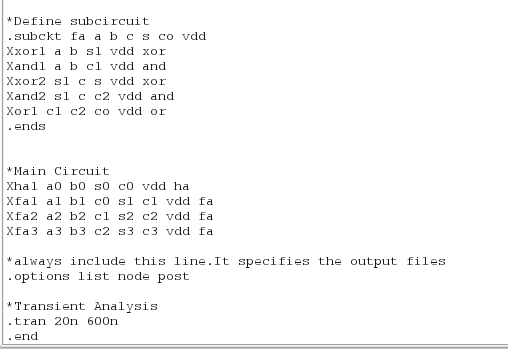 *Define subcircuit
.subckt fa a b c s co vdd
Xxor1 a b s1 vdd xor
Xand1 a b c1 vdd and
Xxor2 s1 c s vdd xor
Xand2 s1 c c2 vdd and
Xor1 c1 c2 co vdd or
.ends
*Main Circuit
Xha1 a0 b0 s0 c0 vdd ha
Xfa1 a1 b1 c0 s1 c1 vdd fa
Xfa2 a2 b2 c1 s2 c2 vdd fa
Xfa3 a3 b3 c2 s3 c3 vdd fa
*always include this line.It specifies the output files
.options list node post
*Transient Analysis
.tran 20n 600n
.end